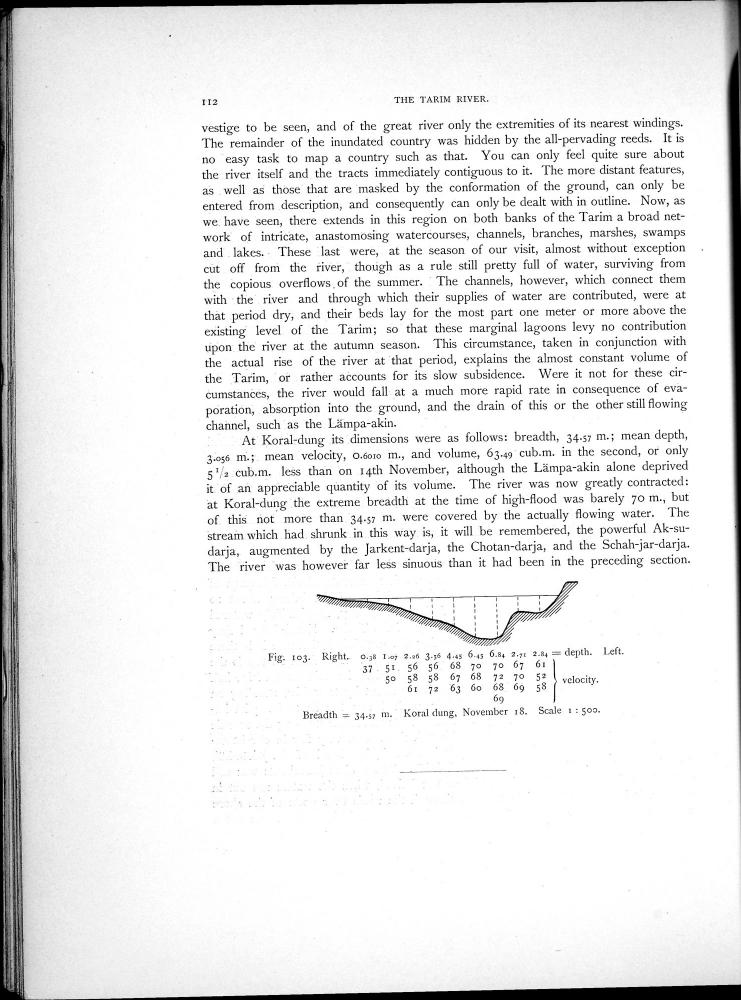 112
THE TARIM RIVER.
vestige to be seen, and of the great river only the extremities of its nearest windings.
The remainder of the inundated country was hidden by the all-pervading reeds. It is
no easy task to map a country such as that. You can only feel quite sure about
the river itself and the tracts immediately contiguous to it. The more distant features,
as well as those that are masked by the conformation of the ground, can only be
entered from description, and consequently can only be dealt with in outline. Now, as
we have seen, there extends in this region on both banks of the Tarim a broad net-
work of intricate, anastomosing watercourses, channels, branches, marshes, swamps
and lakes. These last were, at the season of our visit, almost without exception
cut off from the river, though as a rule still pretty full of water, surviving from
the copious overflows of the summer. The channels, however, which connect them
with the river and through which their supplies of water are contributed, were at
that period dry, and their beds lay for the most part one meter or more above the
existing level of the Tarim; so that these marginal lagoons levy no contribution
upon the river at the autumn season. This circumstance, taken in conjunction with
the actual rise of the river at that period, explains the almost constant volume of
the Tarim, or rather accounts for its slow subsidence. Were it not for these cir-
cumstances, the river would fall at a much more rapid rate in consequence of eva-
poration, absorption into the ground, and the drain of this or the other still flowing
channel, such as the Lämpa-akin.
At Koral-dung its dimensions were as follows: breadth, 34.57 m.; mean depth,
3.056 m.; mean velocity, 0.6010 m., and volume, 63.49 cub.m. in the second, or only
5 1/2 cub.m. less than on 14th November, although the Lämpa-akin alone deprived
it of an appreciable quantity of its volume. The river was now greatly contracted:
at Koral-dung the extreme breadth at the time of high-flood was barely 70 m., but
of this not more than 34.57 m. were covered by the actually flowing water. The
stream which had shrunk in this way is, it will be remembered, the powerful Ak-su-
darja, augmented by the Jarkent-darja, the Chotan-darja, and the Schah-jar-darja.
The river was however far less sinuous than it had been in the preceding section.
Fig. 103. Right. 0.38 1.07 2.26 3.56 4.45 6.45 6.84 2.71 2.84 = depth. Left.
37 51 56 56 68 70 70 67 61
50 58 58 67 68 72 70 52 velocity.
61 72 63 60 68 69 58
69
Breadth = 34.57 m. Koral dung, November 18. Scale 1 : 500.